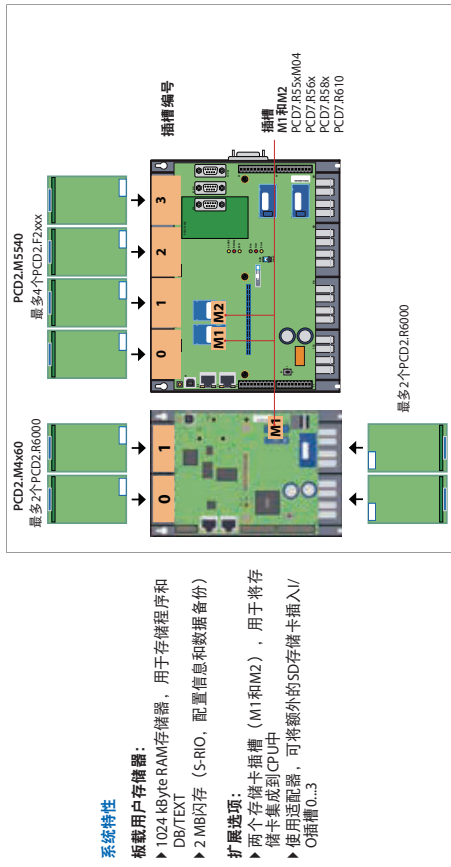 系统特性
板载用户存储器：
▶ 1024 kByte RAM存储器，用于存储程序和
DB/TEXT
▶ 2 MB闪存（S-RIO，配置信息和数据备份）
扩展选项：
▶ 两个存储卡插槽（M1和M2），用于将存
储卡集成到CPU中
▶ 使用适配器，可将额外的SD存储卡插入I/
O插槽0...3
PCD2.M4x60
最多2个PCD2.R6000
0
1
M1
最多2个PCD2.R6000
PCD2.M5540
最多4个PCD2.F2xxx
0
1
2
3
插槽编号
M1
M2
插槽
M1和M2
PCD7.R55xM04
PCD7.R56x
PCD7.R58x
PCD7.R610